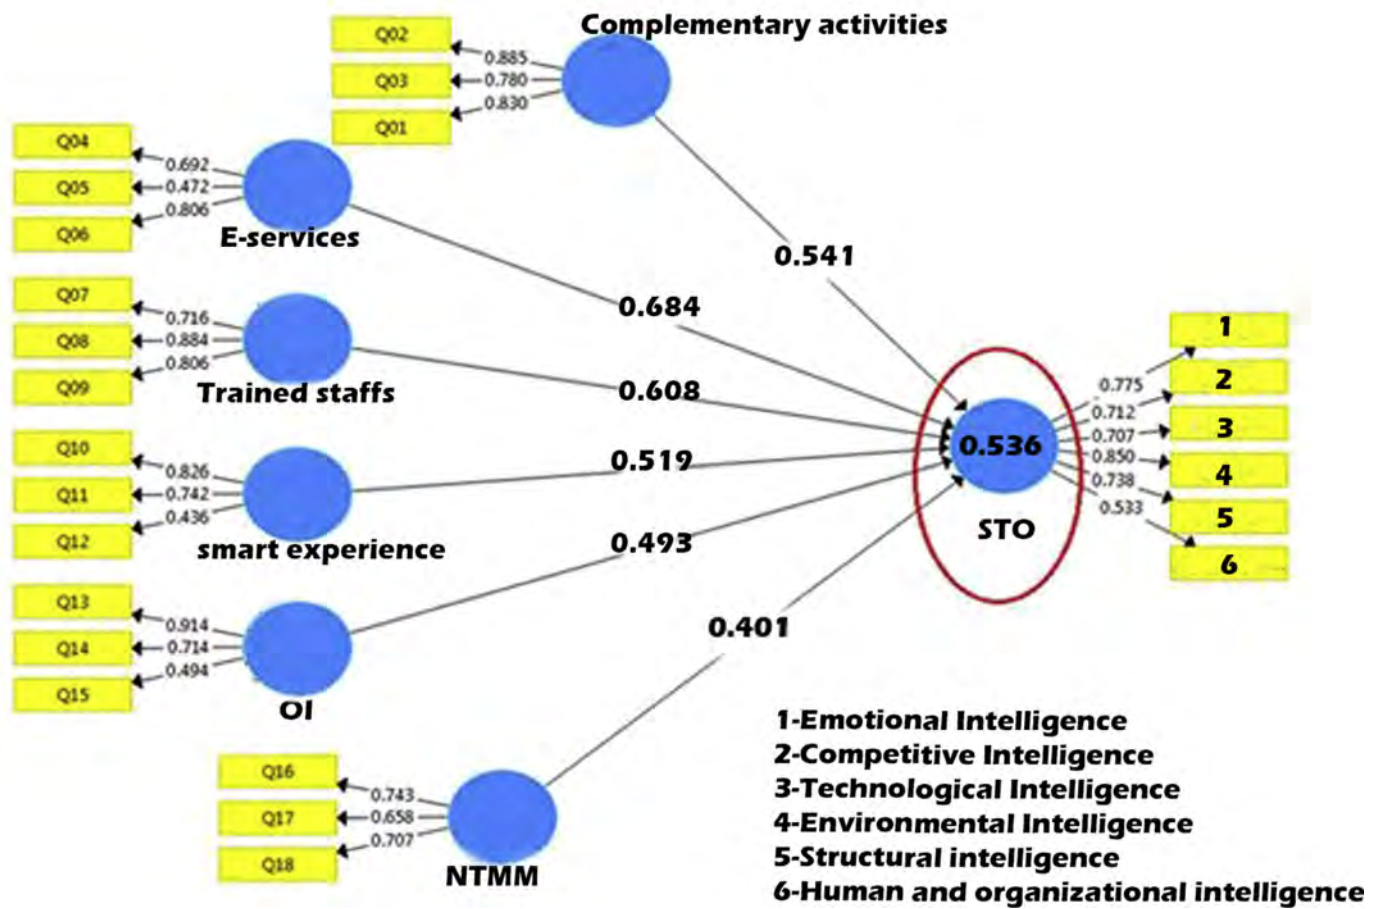 Complementary activities
Q02
0.885
Q03
0.780
Q01
0.830
Q04
0.692
Q05
0.472
Q06
0.806
E-services
0.541
0.684
Q07
0.716
Q08
0.884
Q09
0.806
Trained staffs
0.608
Q10
0.826
Q11
0.742
Q12
0.436
smart experience
0.519
Q13
0.914
Q14
0.714
Q15
0.494
OI
0.493
Q16
0.743
Q17
0.658
Q18
0.707
NTMM
0.401
0.536
STO
0.775
1
0.712
2
0.707
3
0.850
4
0.738
5
0.533
6
1-Emotional Intelligence
2-Competitive Intelligence
3-Technological Intelligence
4-Environmental Intelligence
5-Structural intelligence
6-Human and organizational intelligence